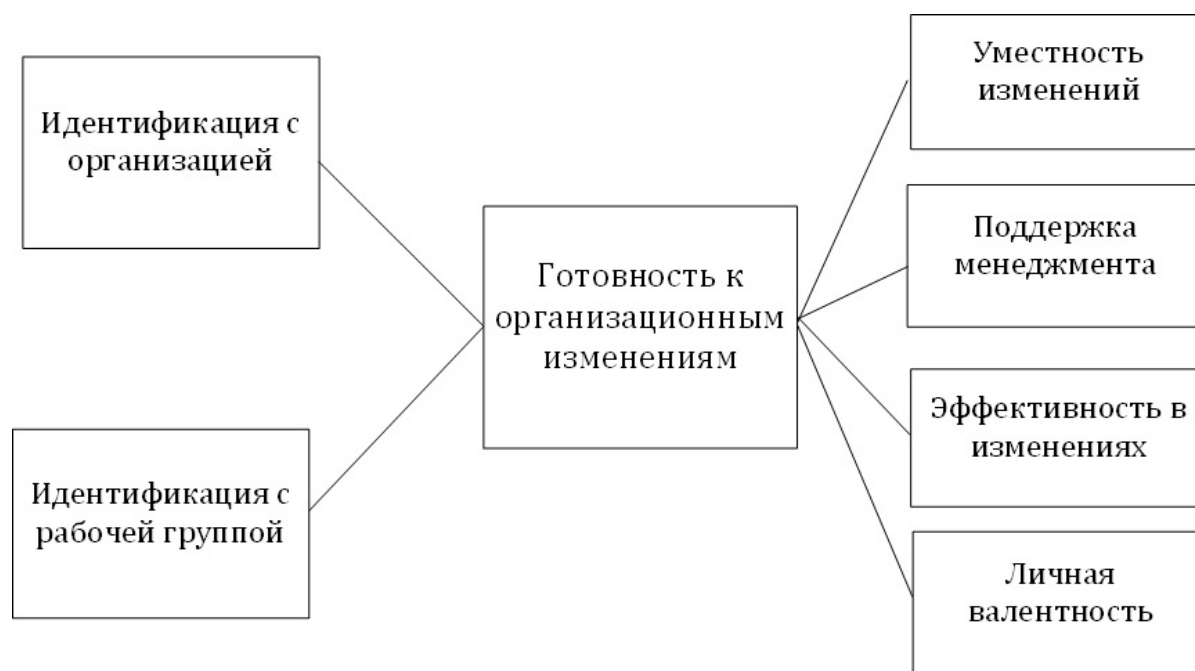 Идентификация с
организацией
Идентификация с
рабочей группой
Готовность к
организационным
изменениям
Уместность
изменений
Поддержка
менеджмента
Эффективность в
изменениях
Личная
валентность